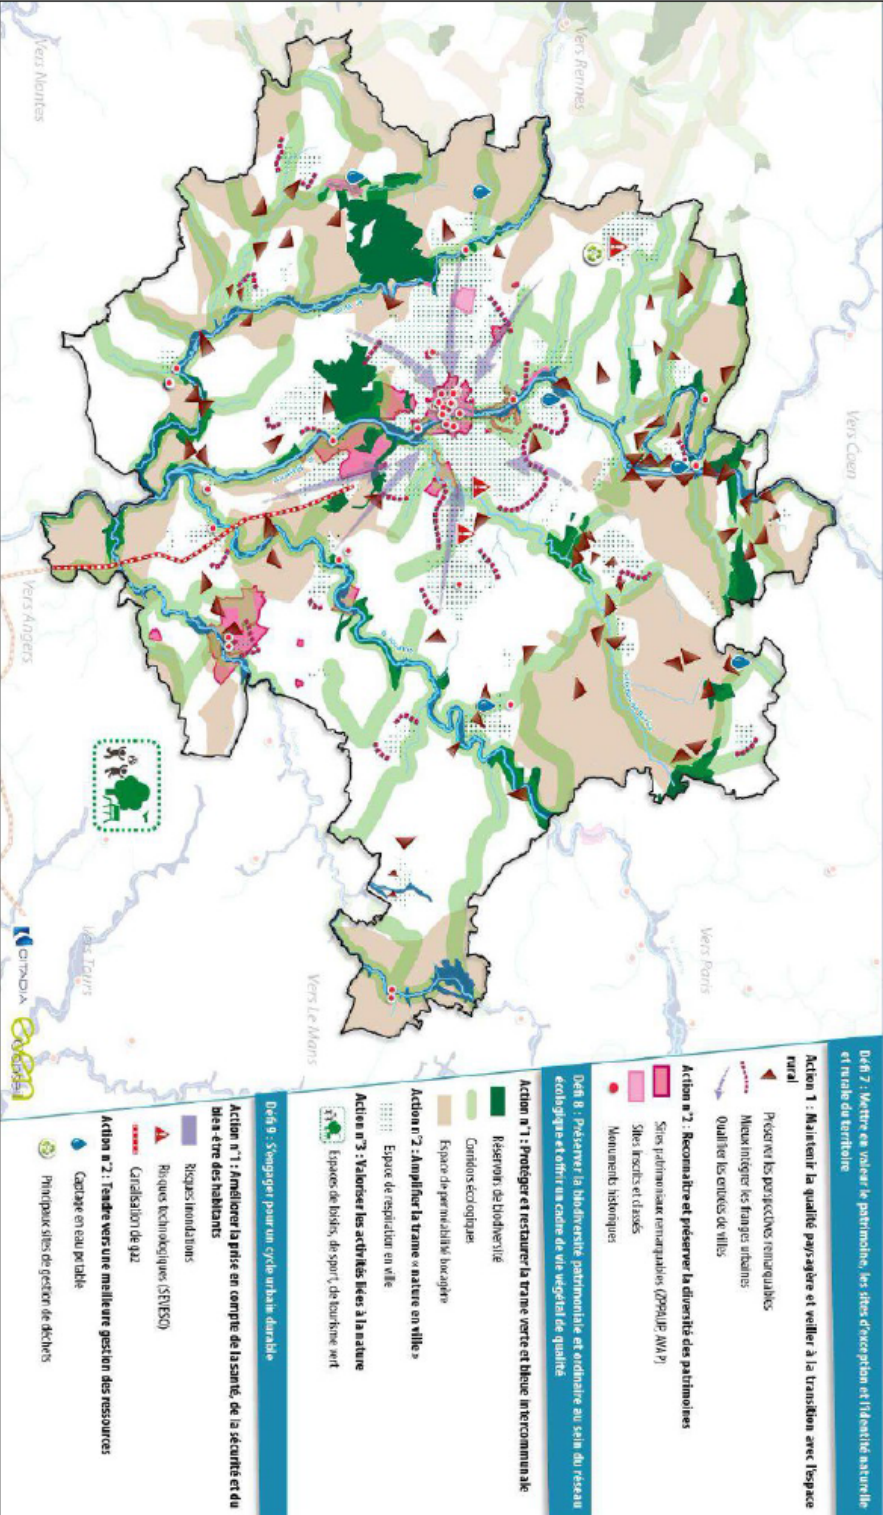 Vers Nantes
Vers Rennes
Vers Caen
Vers Paris
Vers Le Mans
Vers Tours
Vers Angers
Défi 7 : Mettre en valeur le patrimoine, les sites d'exception et l'identité naturelle
et rurale du territoire
Action 1 : Maintenir la qualité paysagère et veiller à la transition avec l'espace
rural
Préserver les perspectives remarquables
Mieux intégrer les franges urbaines
Qualifier les entrées de villes
Action n°2 : Reconnaître et préserver la diversité des patrimoines
Sites patrimoniaux remarquables (ZPPAUP, AVAP)
Sites inscrits et classés
Monuments historiques
Défi 8 : Préserver la biodiversité patrimoniale et ordinaire au sein du réseau
écologique et offrir un cadre de vie végétal de qualité
Action n°1 : Protéger et restaurer la trame verte et bleue intercommunale
Réservoirs de biodiversité
Corridors écologiques
Espace de perméabilité bocagère
Action n°2 : Amplifier la trame « nature en ville »
Espace de respiration en ville
Action n°3 : Valoriser les activités liées à la nature
Espaces de loisirs, de sport, de tourisme vert
Défi 9 : S'engager pour un cycle urbain durable
Action n°1 : Améliorer la prise en compte de la santé, de la sécurité et du
bien-être des habitants
Risques inondations
Risques technologiques (SEVESO)
Canalisation de gaz
Action n°2 : Tendre vers une meilleure gestion des ressources
Captage en eau potable
Principaux sites de gestion de déchets
CITADIA
even